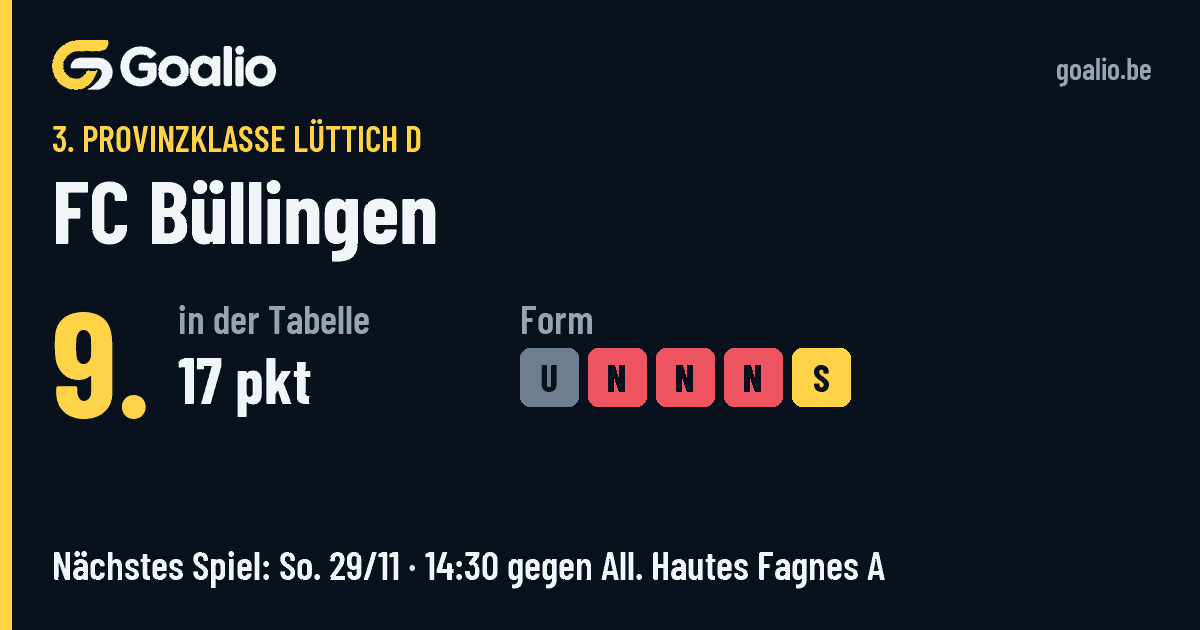 Goalio
goalio.be
3. PROVINZKLASSE LÜTTICH D
FC Büllingen
9.
in der Tabelle
17 pkt
Form
U N N N S
Nächstes Spiel: So. 29/11 · 14:30 gegen All. Hautes Fagnes A